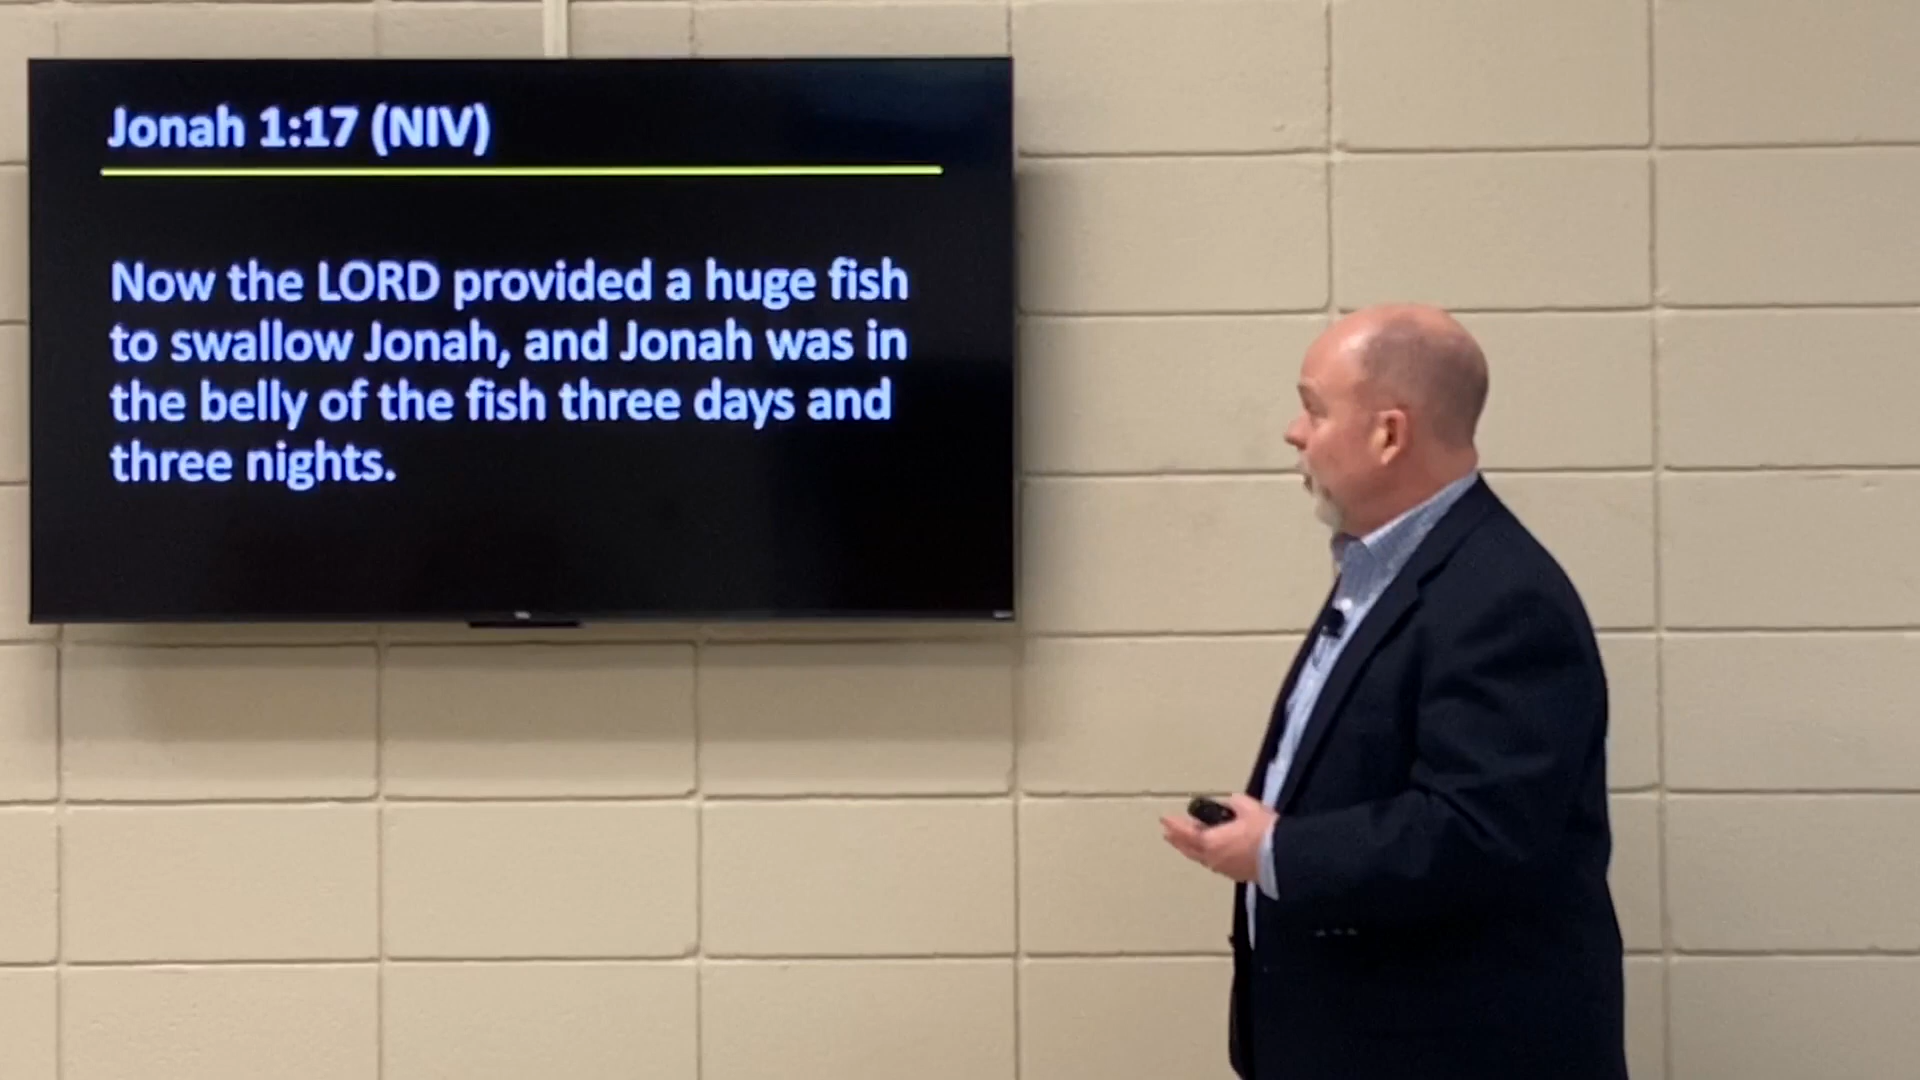 Jonah 1:17 (NIV)
Now the LORD provided a huge fish
to swallow Jonah, and Jonah was in
the belly of the fish three days and
three nights.